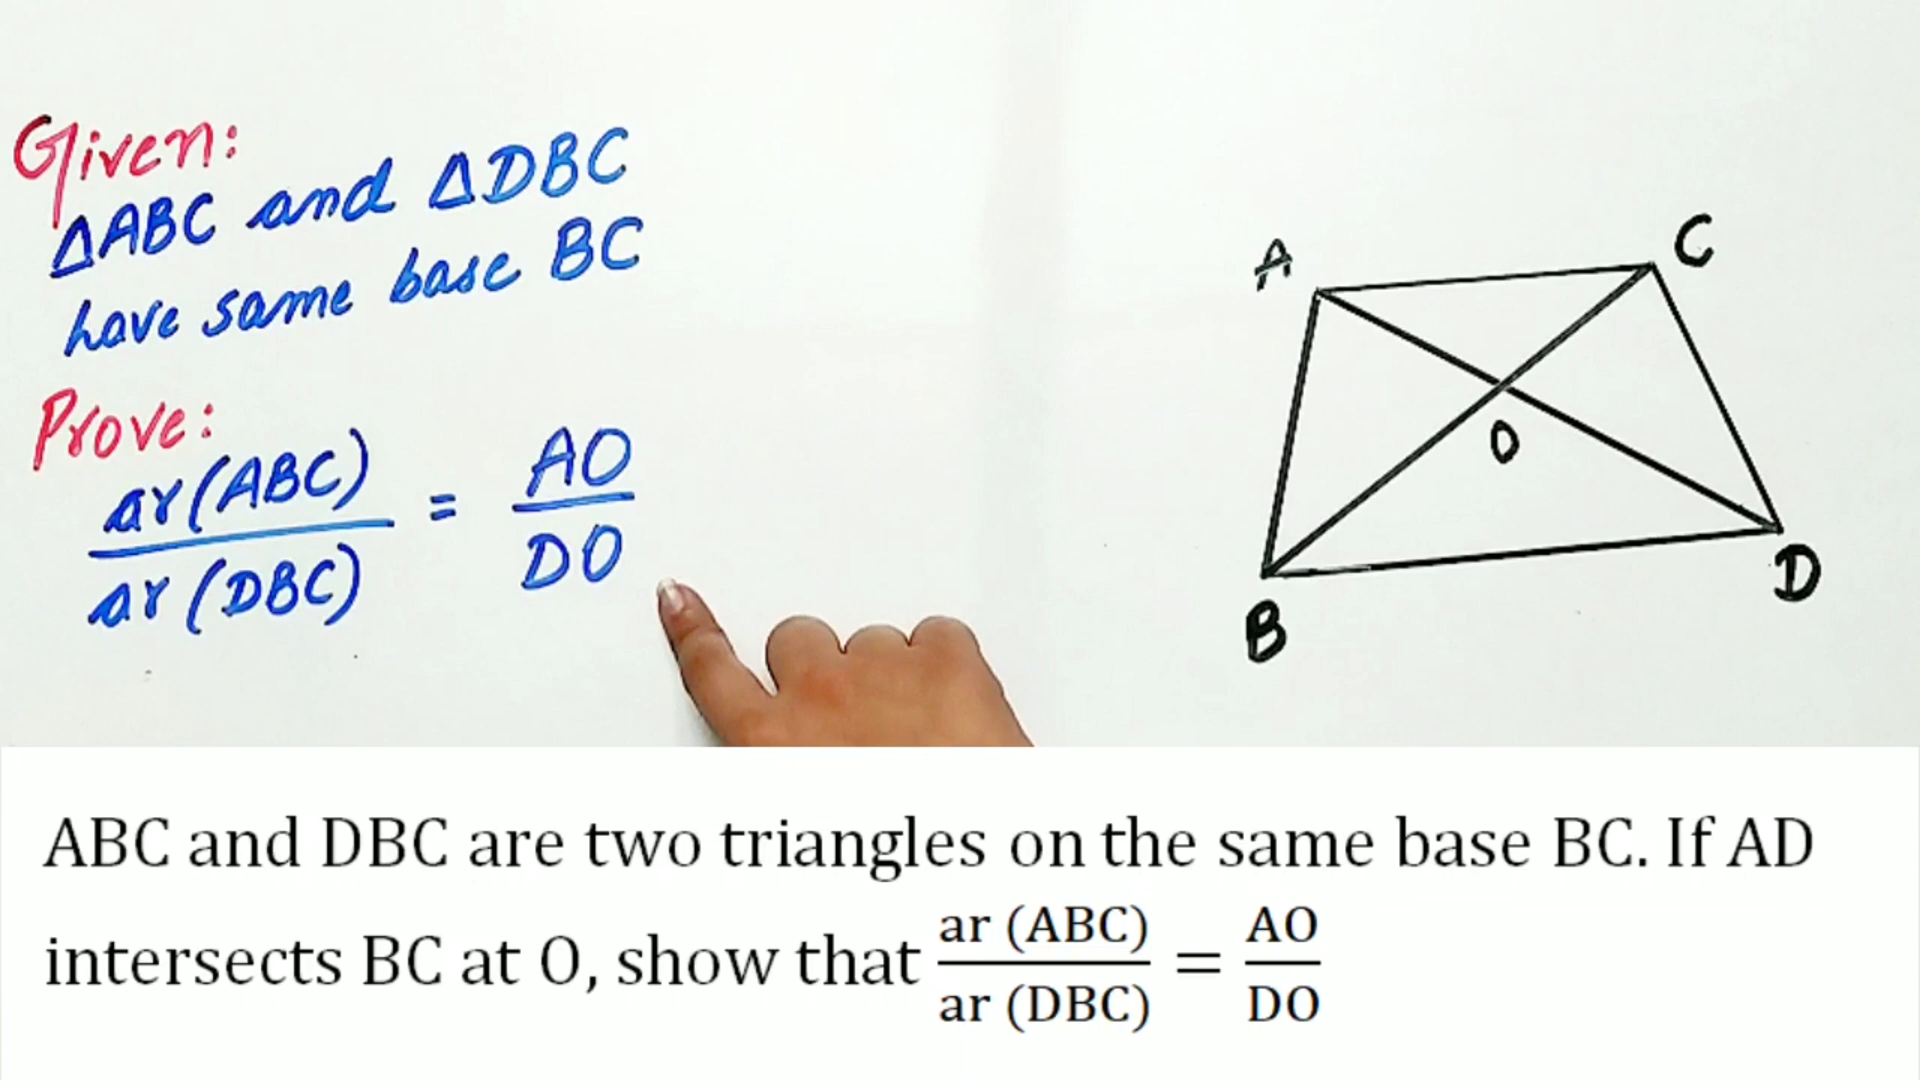 Given:
ΔABC and ΔDBC
have same base BC
Prove:
ar(ABC)
ar(DBC)
=
AO
DO
A
C
O
B
D
ABC and DBC are two triangles on the same base BC. If AD
intersects BC at O, show that ar (ABC)/ar (DBC) = AO/DO